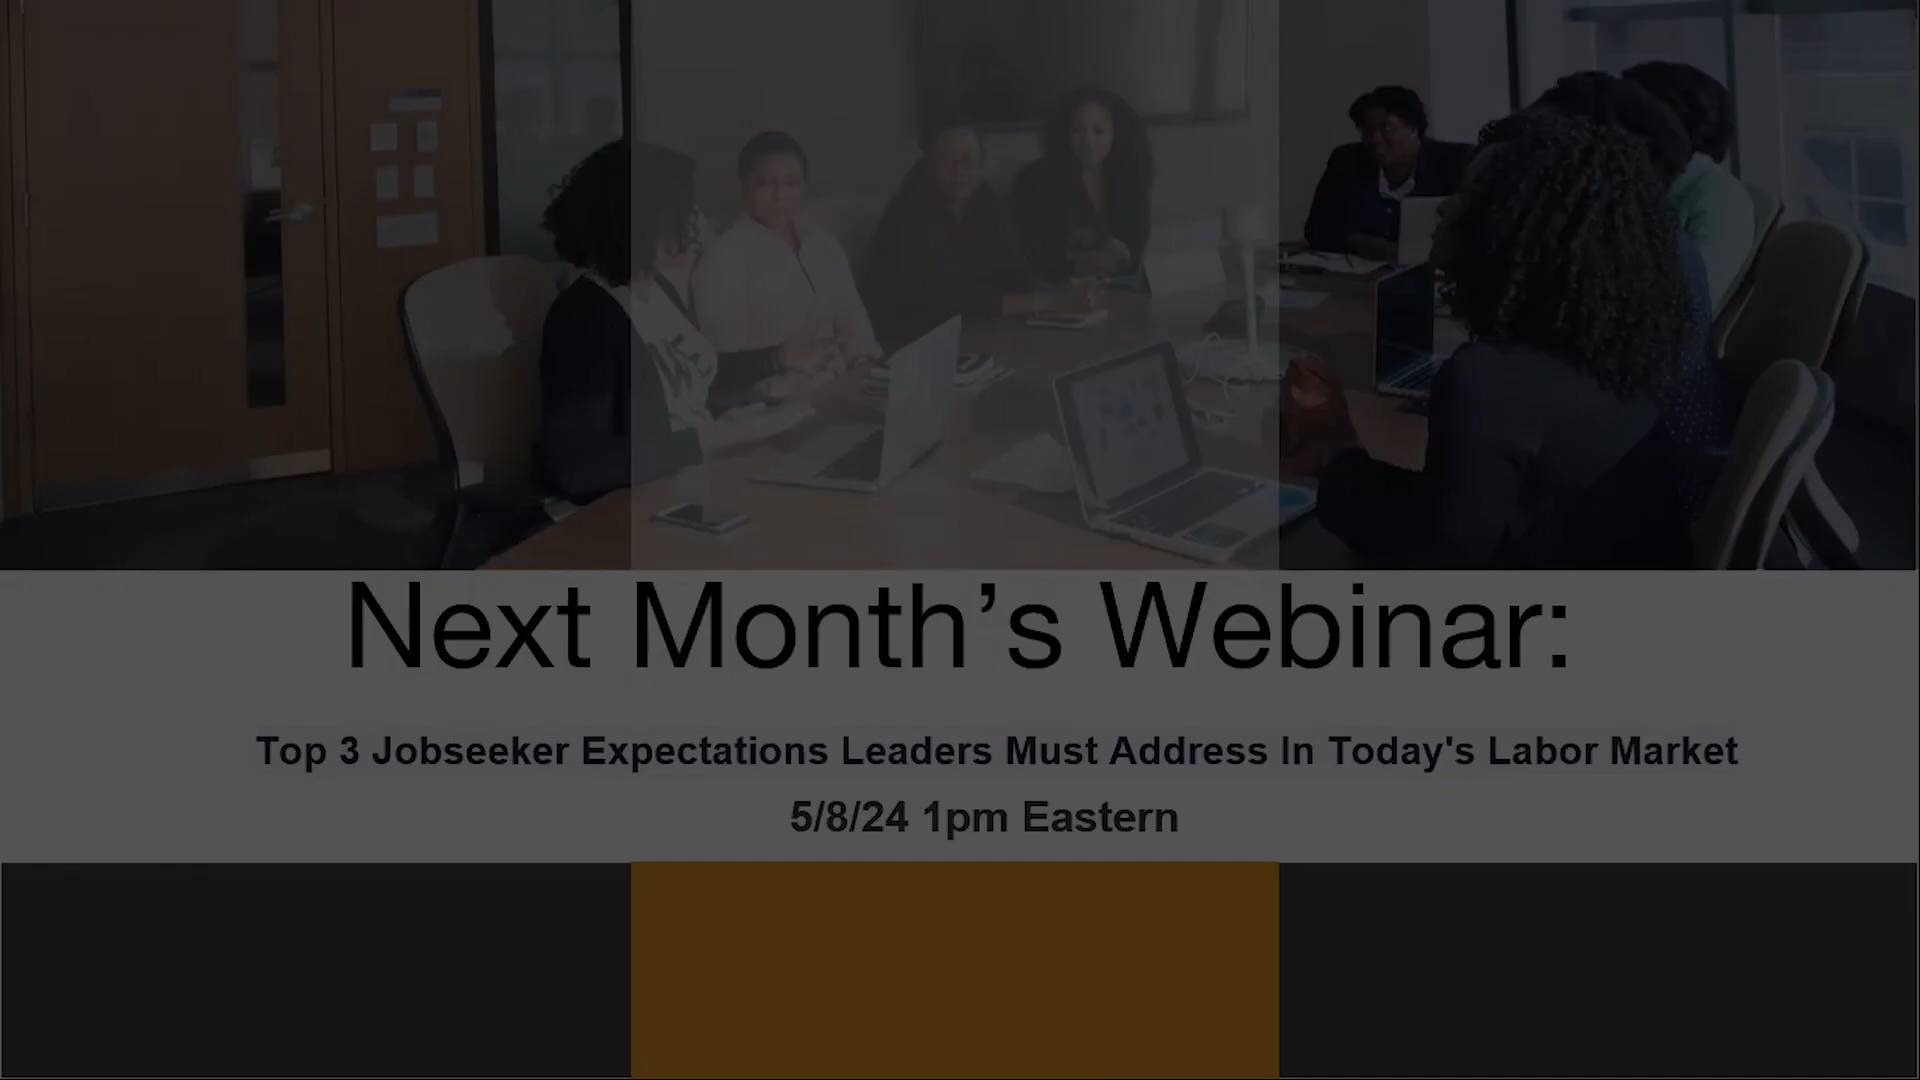 Next Month’s Webinar:
Top 3 Jobseeker Expectations Leaders Must Address In Today's Labor Market
5/8/24 1pm Eastern